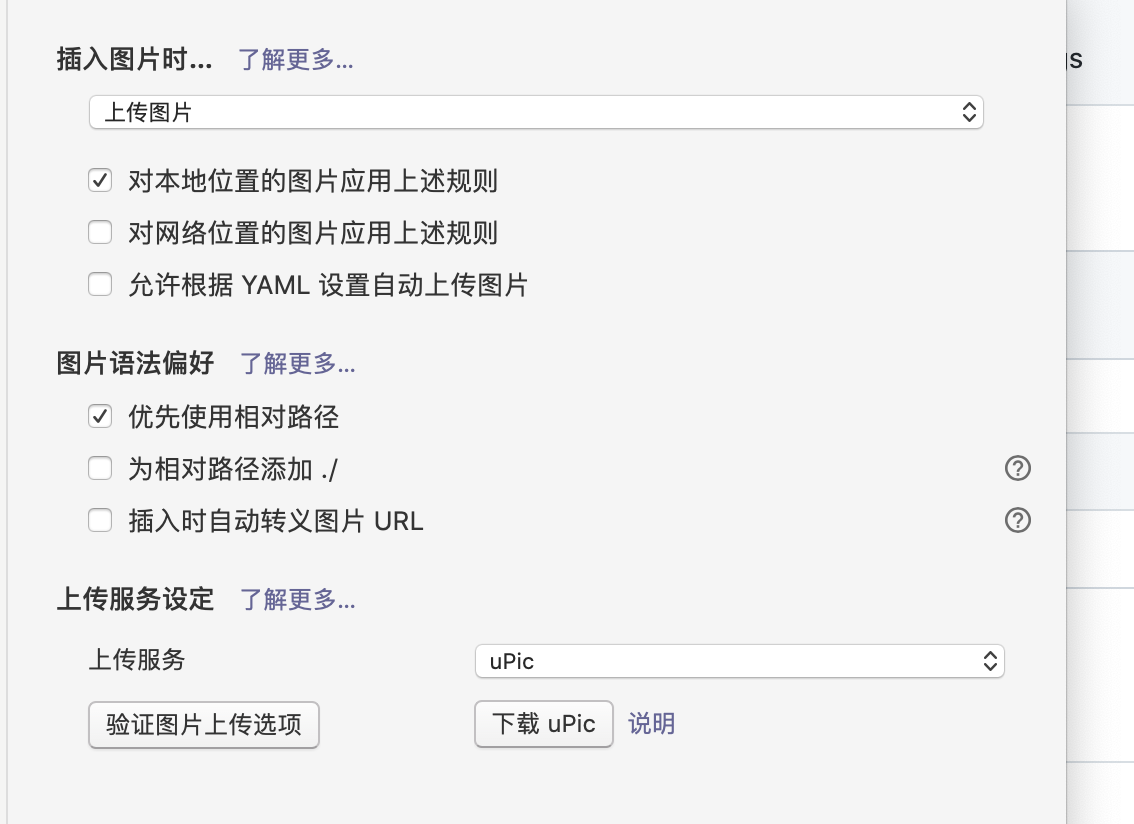 插入图片时... 了解更多...
gs
上传图片
对本地位置的图片应用上述规则
对网络位置的图片应用上述规则
允许根据 YAML 设置自动上传图片
图片语法偏好 了解更多...
优先使用相对路径
为相对路径添加 ./
插入时自动转义图片 URL
上传服务设定 了解更多...
上传服务 uPic
验证图片上传选项 下载 uPic 说明